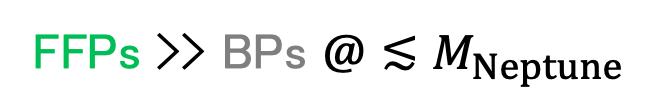 FFPs >> BPs @ ≲ M_Neptune